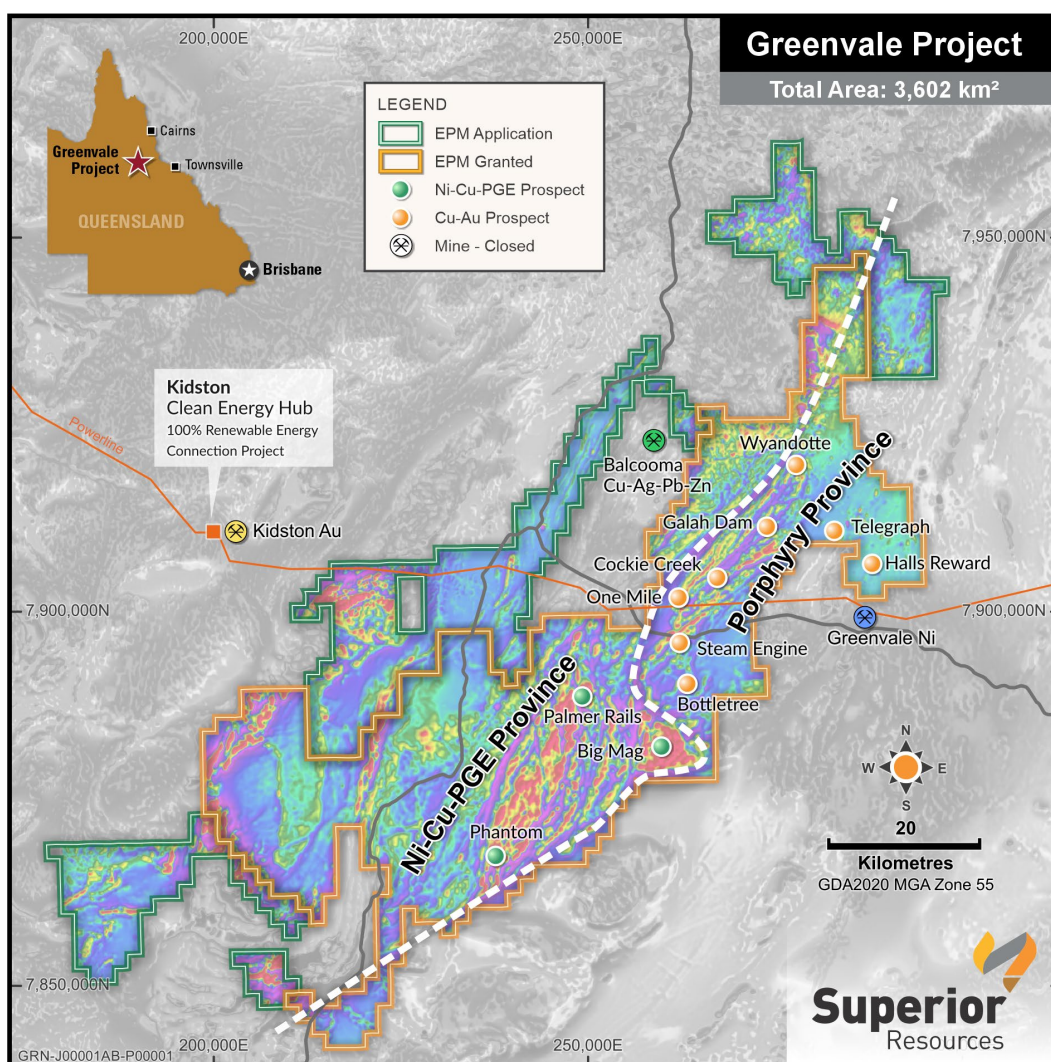 200,000E
250,000E
Greenvale Project
Total Area: 3,602 km²
Cairns
Greenvale
Project
Townsville
QUEENSLAND
Brisbane
LEGEND
EPM Application
EPM Granted
Ni-Cu-PGE Prospect
Cu-Au Prospect
Mine - Closed
7,950,000N
Kidston
Clean Energy Hub
100% Renewable Energy
Connection Project
Powerline
Kidston Au
Balcooma
Cu-Ag-Pb-Zn
Wyandotte
Porphyry Province
Galah Dam
Telegraph
Cockie Creek
Halls Reward
One Mile
7,900,000N
7,900,000N
Greenvale Ni
Steam Engine
Bottletree
Ni-Cu-PGE Province
Palmer Rails
Big Mag
Phantom
N
W
E
S
20
Kilometres
GDA2020 MGA Zone 55
7,850,000N
Superior
Resources
GRN-J00001AB-P00001
200,000E
250,000E